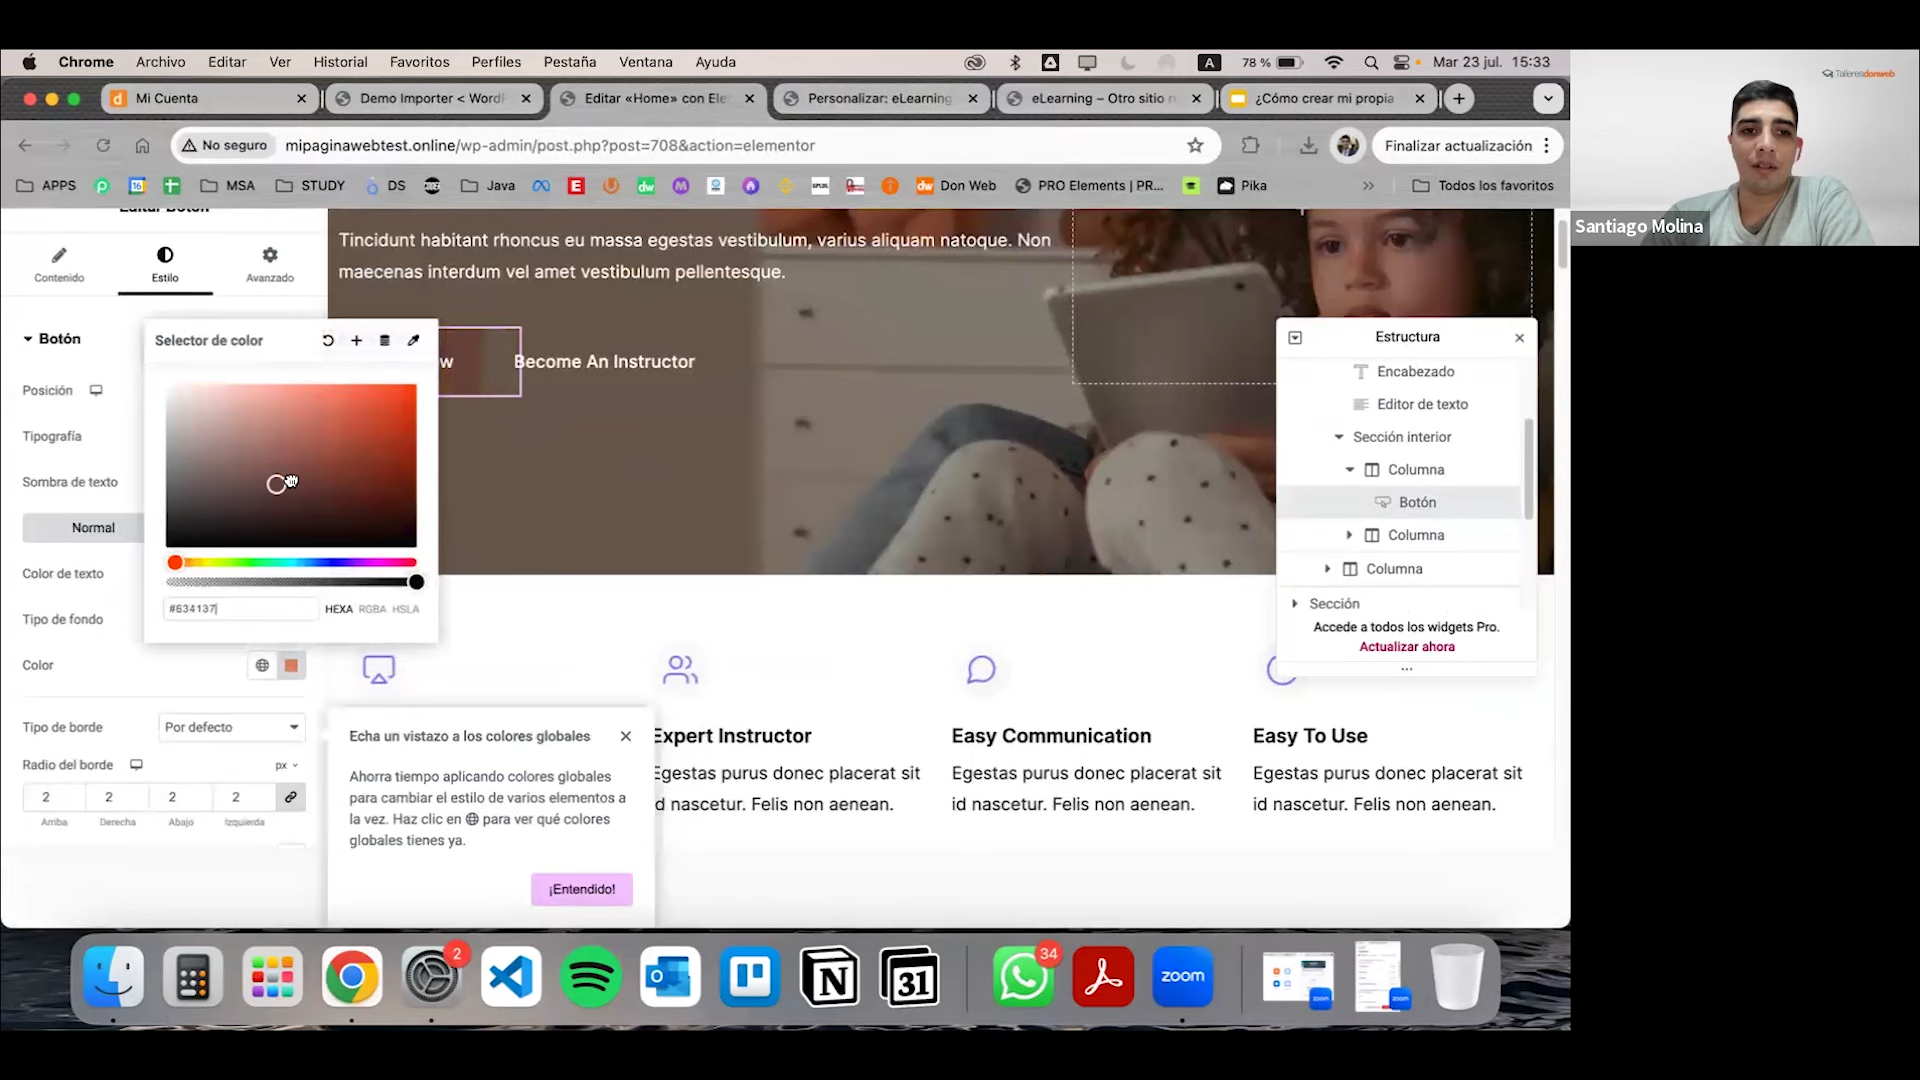 Chrome Archivo Editar Ver Historial Favoritos Perfiles Pestaña Ventana Ayuda
A 78 % Mar 23 jul. 15:33
Talleresdonweb
Mi Cuenta
Demo Importer < WordP
Editar «Home» con Ele
Personalizar: eLearning
eLearning – Otro sitio
¿Cómo crear mi propia
No seguro
mipaginawebtest.online/wp-admin/post.php?post=708&action=elementor
Finalizar actualización
APPS
MSA
STUDY
DS
Java
Don Web
PRO Elements | PR...
Pika
»
Todos los favoritos
Santiago Molina
Editar Botón
Contenido
Estilo
Avanzado
Tincidunt habitant rhoncus eu massa egestas vestibulum, varius aliquam natoque. Non
maecenas interdum vel amet vestibulum pellentesque.
Botón
Posición
Tipografía
Sombra de texto
Normal
Color de texto
Tipo de fondo
Color
Tipo de borde
Por defecto
Radio del borde
px
2 2 2 2
Arriba Derecha Abajo Izquierda
Selector de color
#634137
HEXA RGBA HSLA
w
Become An Instructor
Estructura
Encabezado
Editor de texto
Sección interior
Columna
Botón
Columna
Columna
Sección
Accede a todos los widgets Pro.
Actualizar ahora
Echa un vistazo a los colores globales
Ahorra tiempo aplicando colores globales
para cambiar el estilo de varios elementos a
la vez. Haz clic en para ver qué colores
globales tienes ya.
¡Entendido!
Expert Instructor
Egestas purus donec placerat sit
id nascetur. Felis non aenean.
Easy Communication
Egestas purus donec placerat sit
id nascetur. Felis non aenean.
Easy To Use
Egestas purus donec placerat sit
id nascetur. Felis non aenean.
2
31
34
zoom
zoom
zoom